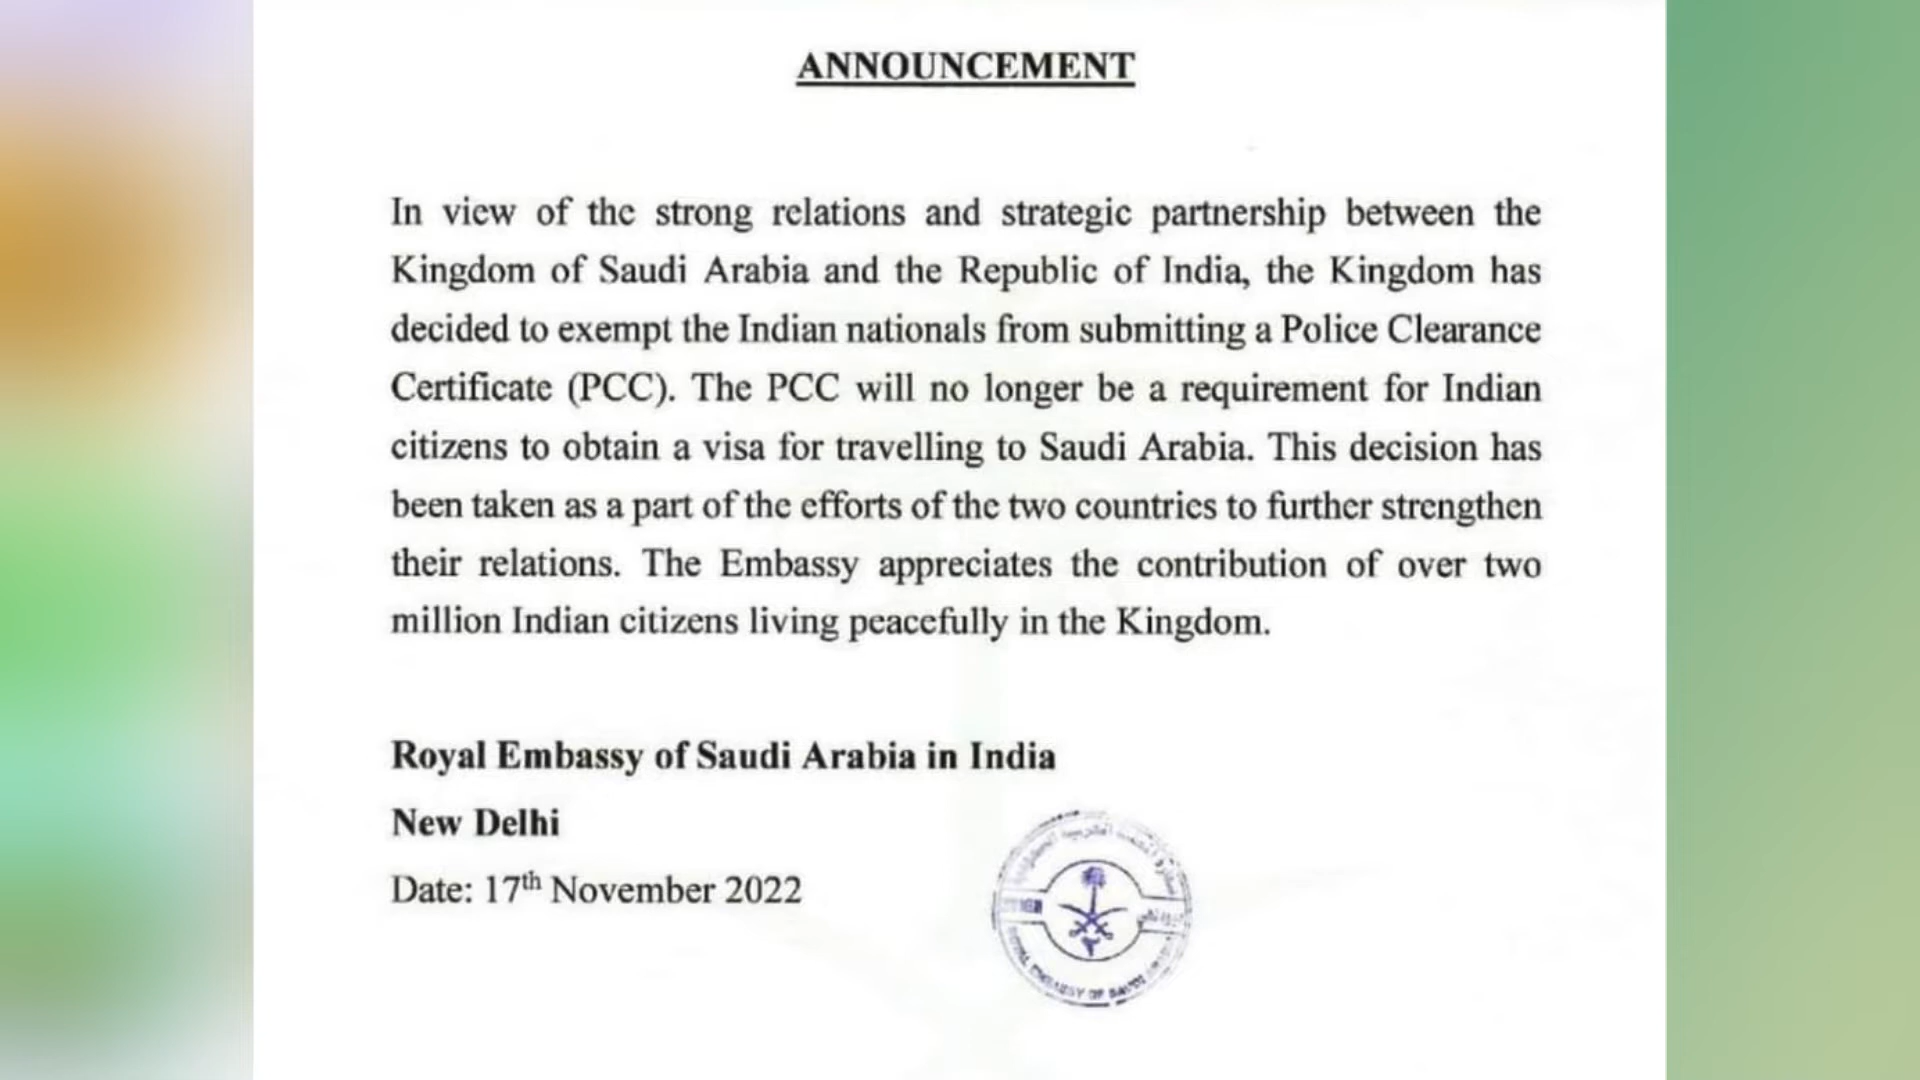 ANNOUNCEMENT
In view of the strong relations and strategic partnership between the
Kingdom of Saudi Arabia and the Republic of India, the Kingdom has
decided to exempt the Indian nationals from submitting a Police Clearance
Certificate (PCC). The PCC will no longer be a requirement for Indian
citizens to obtain a visa for travelling to Saudi Arabia. This decision has
been taken as a part of the efforts of the two countries to further strengthen
their relations. The Embassy appreciates the contribution of over two
million Indian citizens living peacefully in the Kingdom.
Royal Embassy of Saudi Arabia in India
New Delhi
Date: 17th November 2022
ROYAL EMBASSY OF SAUDI ARABIA